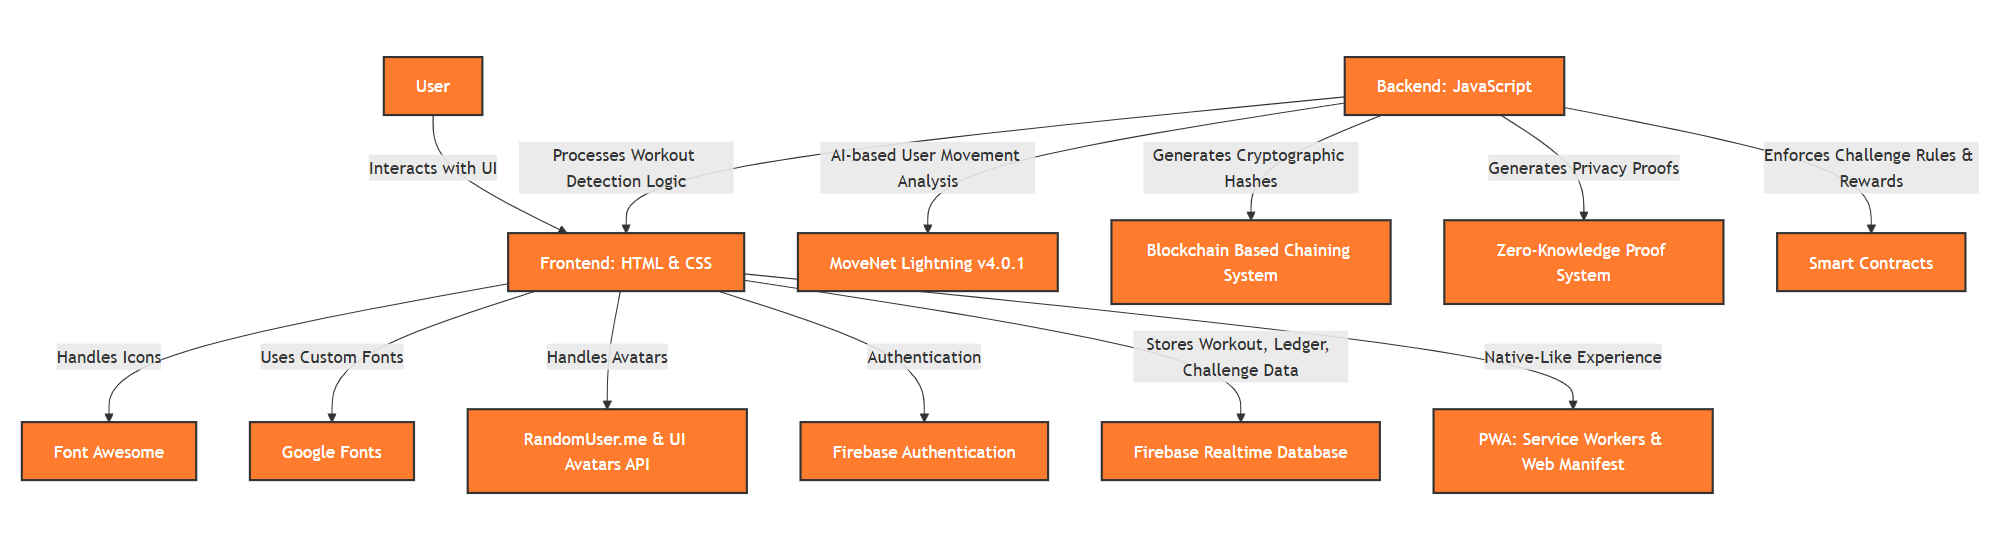 User
Backend: JavaScript
Interacts with UI
Processes Workout
Detection Logic
AI-based User Movement
Analysis
Generates Cryptographic
Hashes
Generates Privacy Proofs
Enforces Challenge Rules &
Rewards
Frontend: HTML & CSS
MoveNet Lightning v4.0.1
Blockchain Based Chaining
System
Zero-Knowledge Proof
System
Smart Contracts
Handles Icons
Uses Custom Fonts
Handles Avatars
Authentication
Stores Workout, Ledger,
Challenge Data
Native-Like Experience
Font Awesome
Google Fonts
RandomUser.me & UI
Avatars API
Firebase Authentication
Firebase Realtime Database
PWA: Service Workers &
Web Manifest